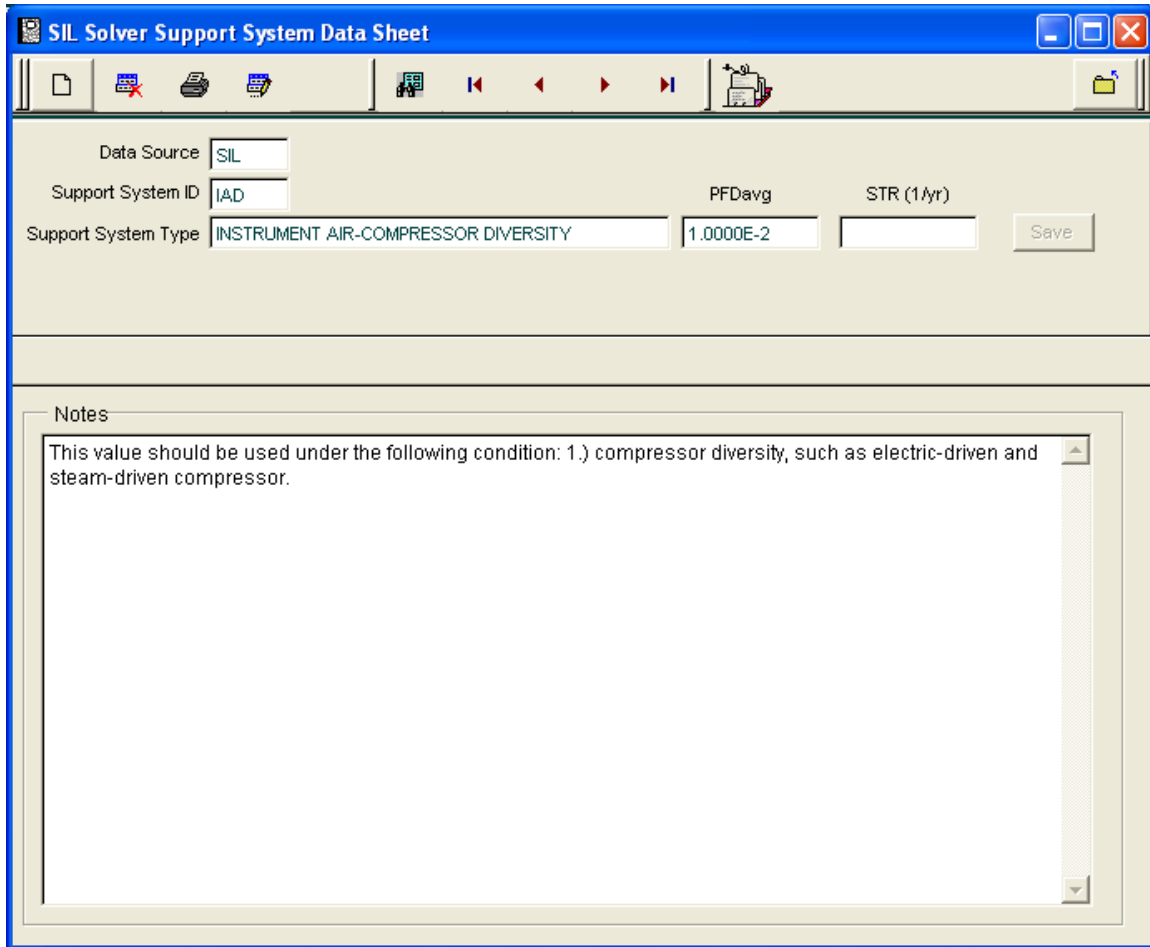 SIL Solver Support System Data Sheet
Data Source SIL
Support System ID IAD PFDavg STR (1/yr)
Support System Type INSTRUMENT AIR-COMPRESSOR DIVERSITY 1.0000E-2 Save
Notes
This value should be used under the following condition: 1.) compressor diversity, such as electric-driven and
steam-driven compressor.